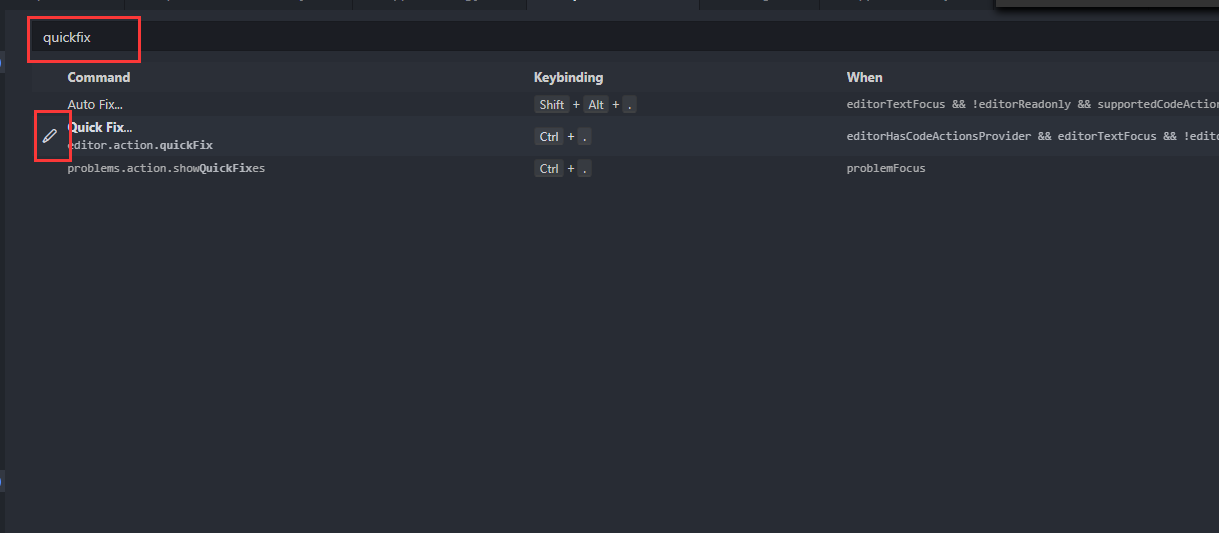 quickfix
Command Keybinding When
Auto Fix... Shift + Alt + . editorTextFocus && !editorReadonly && supportedCodeAction
Quick Fix...
editor.action.quickFix Ctrl + . editorHasCodeActionsProvider && editorTextFocus && !edito
problems.action.showQuickFixes Ctrl + . problemFocus